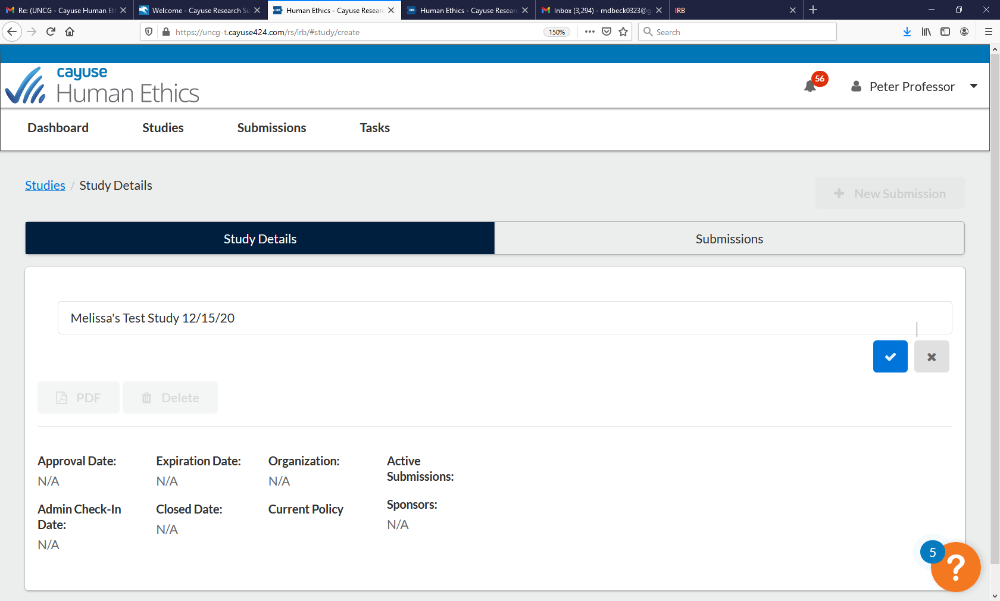 Re: (UNCG - Cayuse Human Et
Welcome - Cayuse Research Su
Human Ethics - Cayuse Resear
Human Ethics - Cayuse Resear
Inbox (3,294) - mdbeck0323@g
IRB
https://uncg-t.cayuse424.com/rs/irb/#study/create
150%
Search
cayuse
Human Ethics
56
Peter Professor
Dashboard
Studies
Submissions
Tasks
Studies / Study Details
New Submission
Study Details
Submissions
Melissa's Test Study 12/15/20
PDF
Delete
Approval Date:
N/A
Expiration Date:
N/A
Organization:
N/A
Active
Submissions:
Admin Check-In
Date:
N/A
Closed Date:
N/A
Current Policy
Sponsors:
N/A
5
?